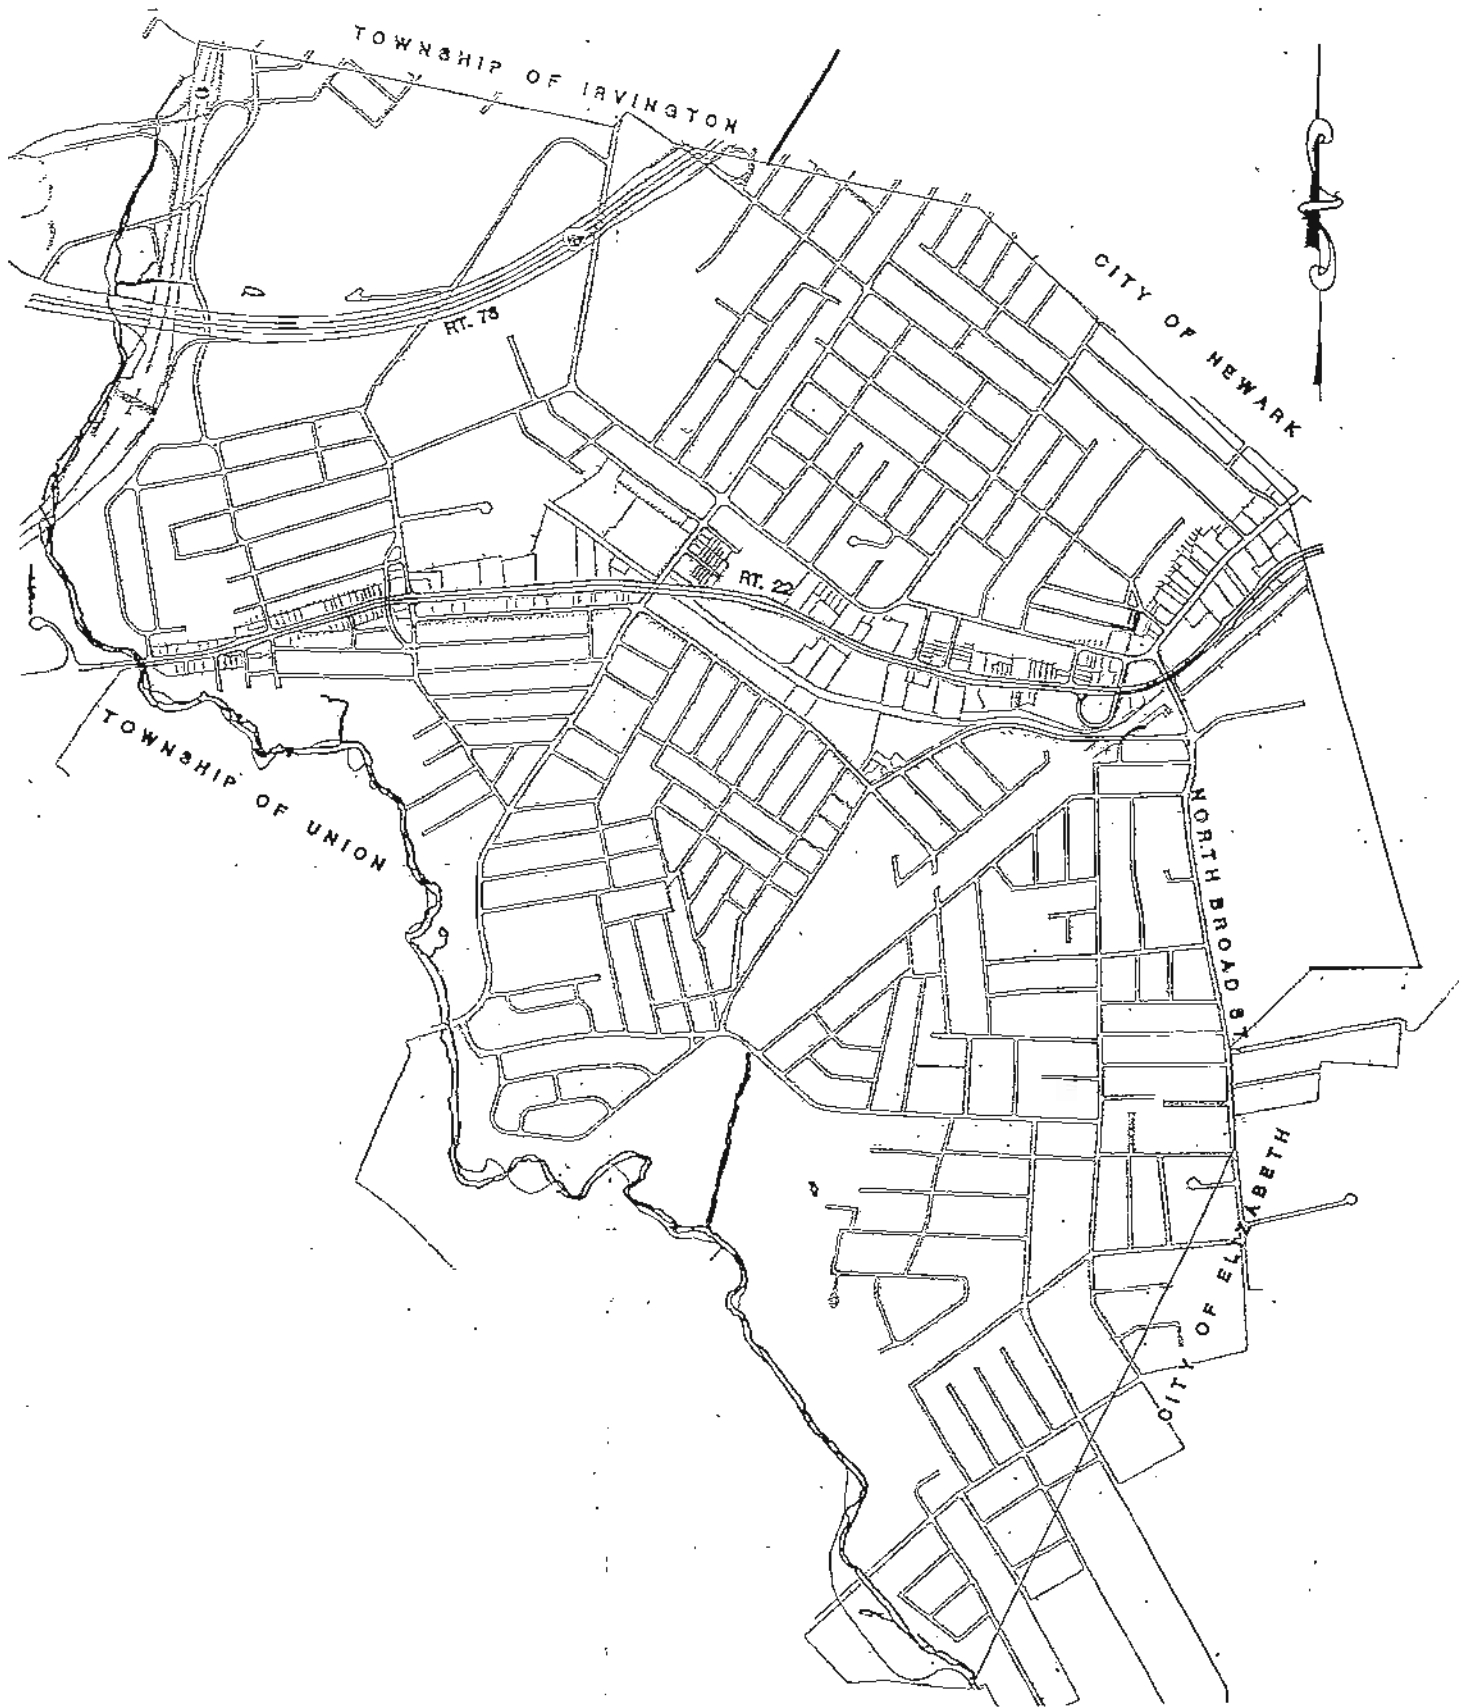 TOWNSHIP OF IRVINGTON
CITY OF NEWARK
RT. 78
RT. 22
TOWNSHIP OF UNION
NORTH BROAD ST
CITY OF ELIZABETH